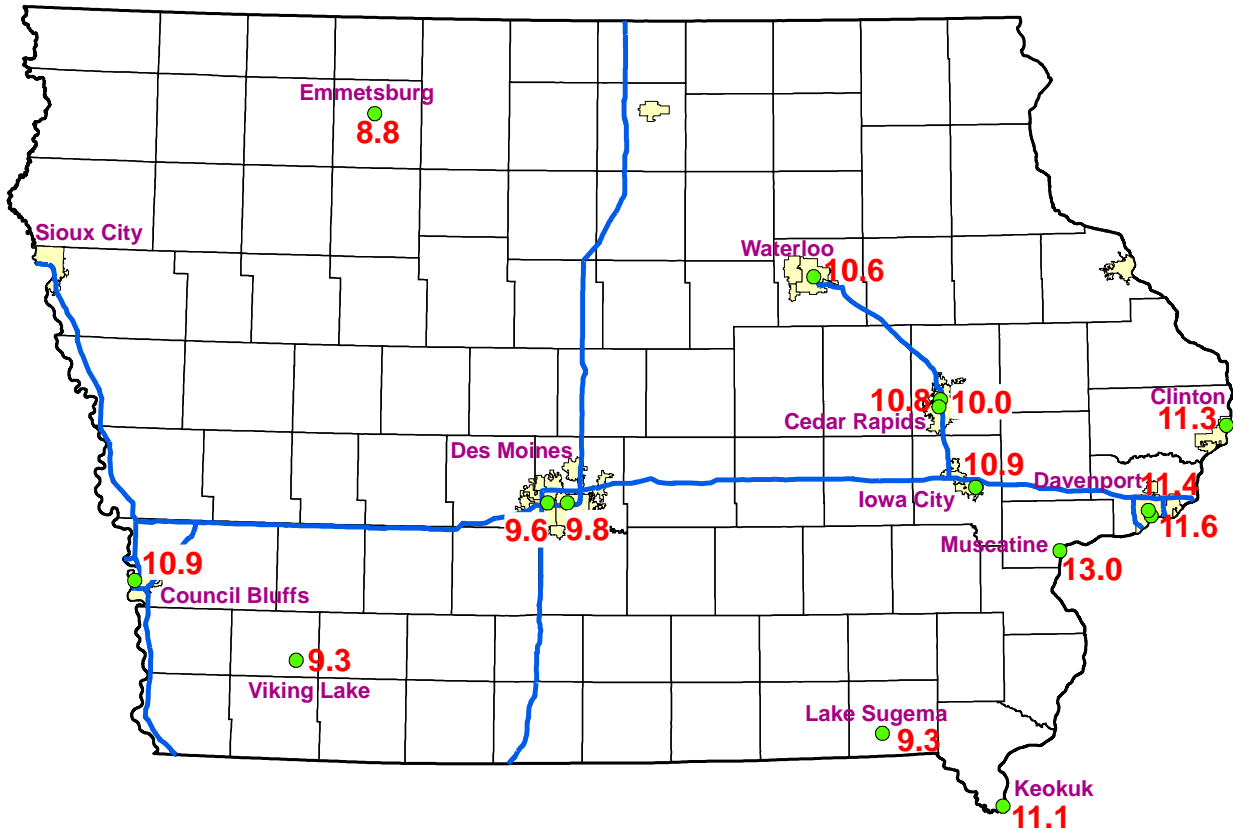 Emmetsburg
8.8
Sioux City
Waterloo
10.6
Clinton
11.3
10.8
10.0
Cedar Rapids
Des Moines
9.6
9.8
10.9
Iowa City
Davenport
11.4
11.6
Muscatine
13.0
10.9
Council Bluffs
9.3
Viking Lake
Lake Sugema
9.3
Keokuk
11.1